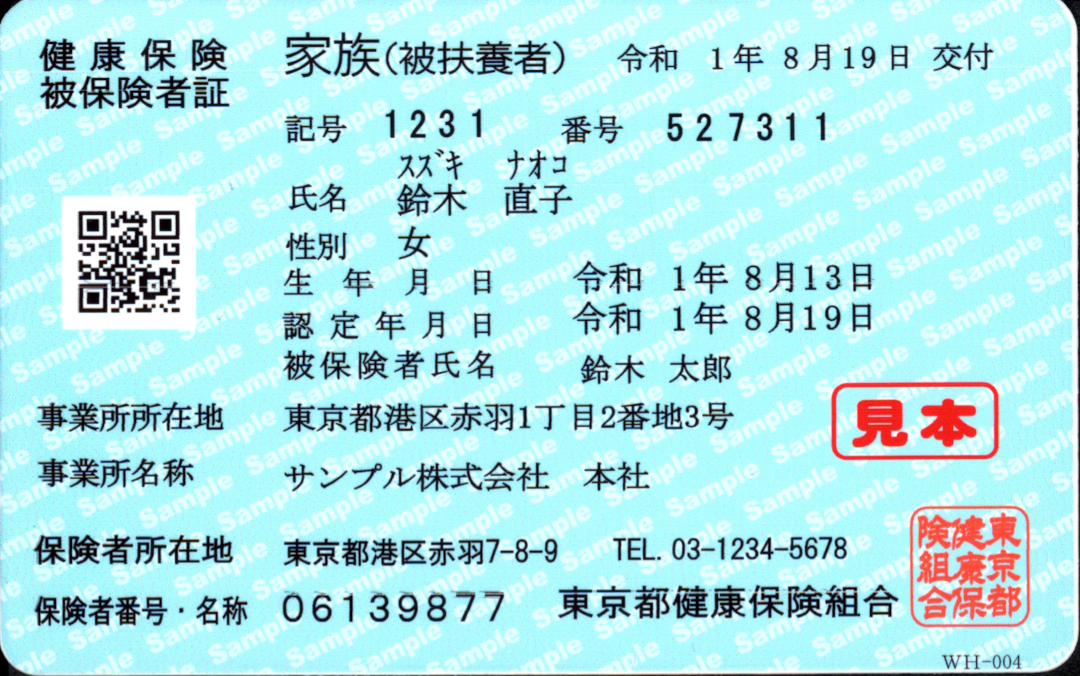 健康保険 家族(被扶養者) 令和 1年 8月19日 交付
被保険者証
記号 1231 番号 527311
ｽｽﾞｷ ﾅｵｺ
氏名 鈴木 直子
性別 女
生年月日 令和 1年 8月13日
認定年月日 令和 1年 8月19日
被保険者氏名 鈴木 太郎
事業所所在地 東京都港区赤羽1丁目2番地3号
見本
事業所名称 サンプル株式会社 本社
保険者所在地 東京都港区赤羽7-8-9 TEL. 03-1234-5678
保険者番号・名称 06139877 東京都健康保険組合
東京都
健康保
険組合
WH-004
Sample